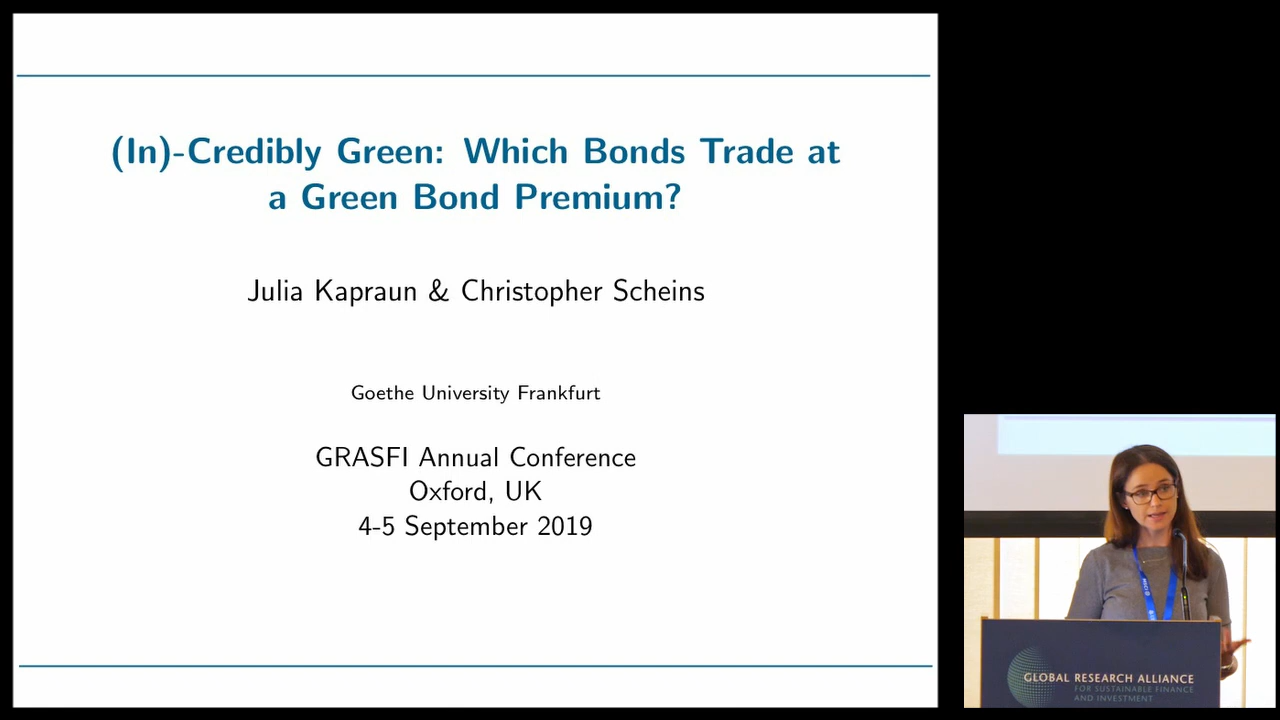 (In)-Credibly Green: Which Bonds Trade at
a Green Bond Premium?
Julia Kapraun & Christopher Scheins
Goethe University Frankfurt
GRASFI Annual Conference
Oxford, UK
4-5 September 2019
GLOBAL RESEARCH ALLIANCE
FOR SUSTAINABLE FINANCE
AND INVESTMENT